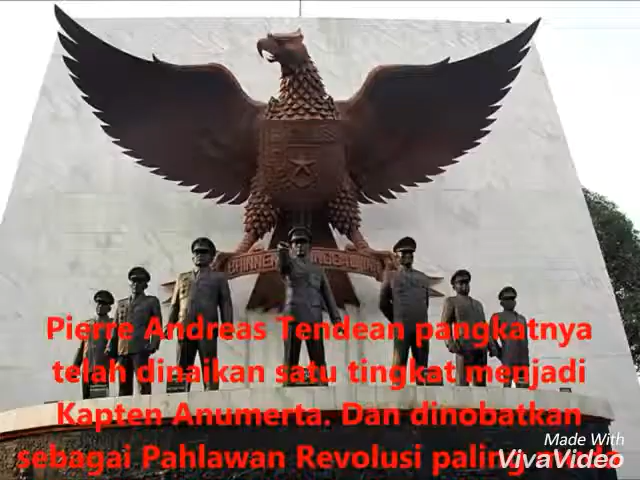 Pierre Andreas Tendean pangkatnya
telah dinaikan satu tingkat menjadi
Kapten Anumerta. Dan dinobatkan
sebagai Pahlawan Revolusi paling
Made With
VivaVideo